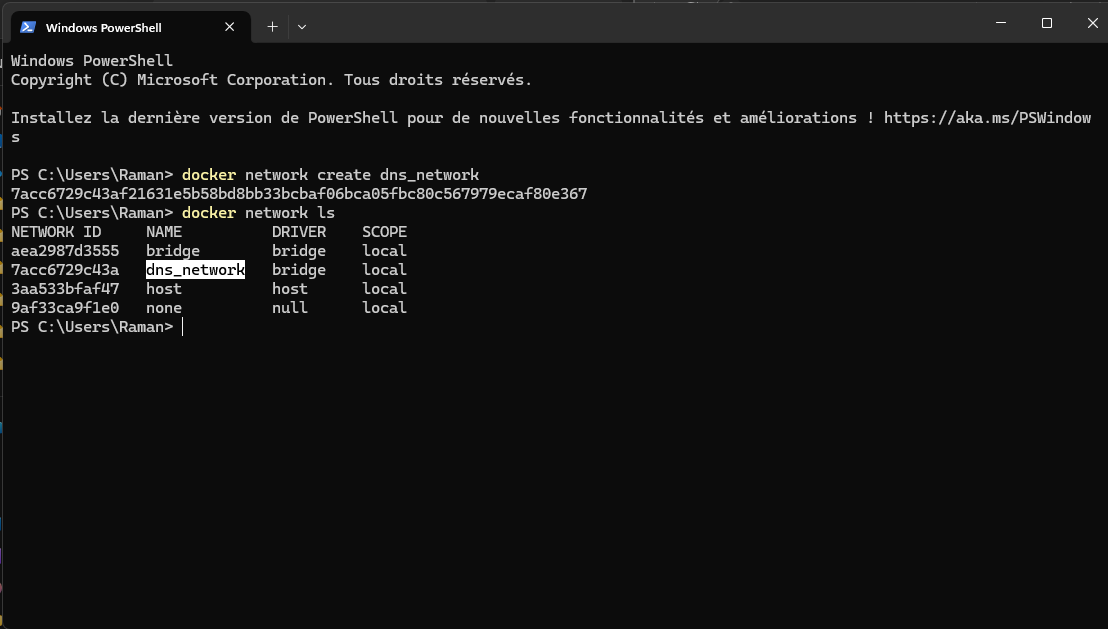 Windows PowerShell
Windows PowerShell
Copyright (C) Microsoft Corporation. Tous droits réservés.
Installez la dernière version de PowerShell pour de nouvelles fonctionnalités et améliorations ! https://aka.ms/PSWindow
s
PS C:\Users\Raman> docker network create dns_network
7acc6729c43af21631e5b58bd8bb33bcbaf06bca05fbc80c567979ecaf80e367
PS C:\Users\Raman> docker network ls
NETWORK ID     NAME          DRIVER    SCOPE
aea2987d3555   bridge        bridge    local
7acc6729c43a   dns_network   bridge    local
3aa533bfaf47   host          host      local
9af33ca9f1e0   none          null      local
PS C:\Users\Raman>